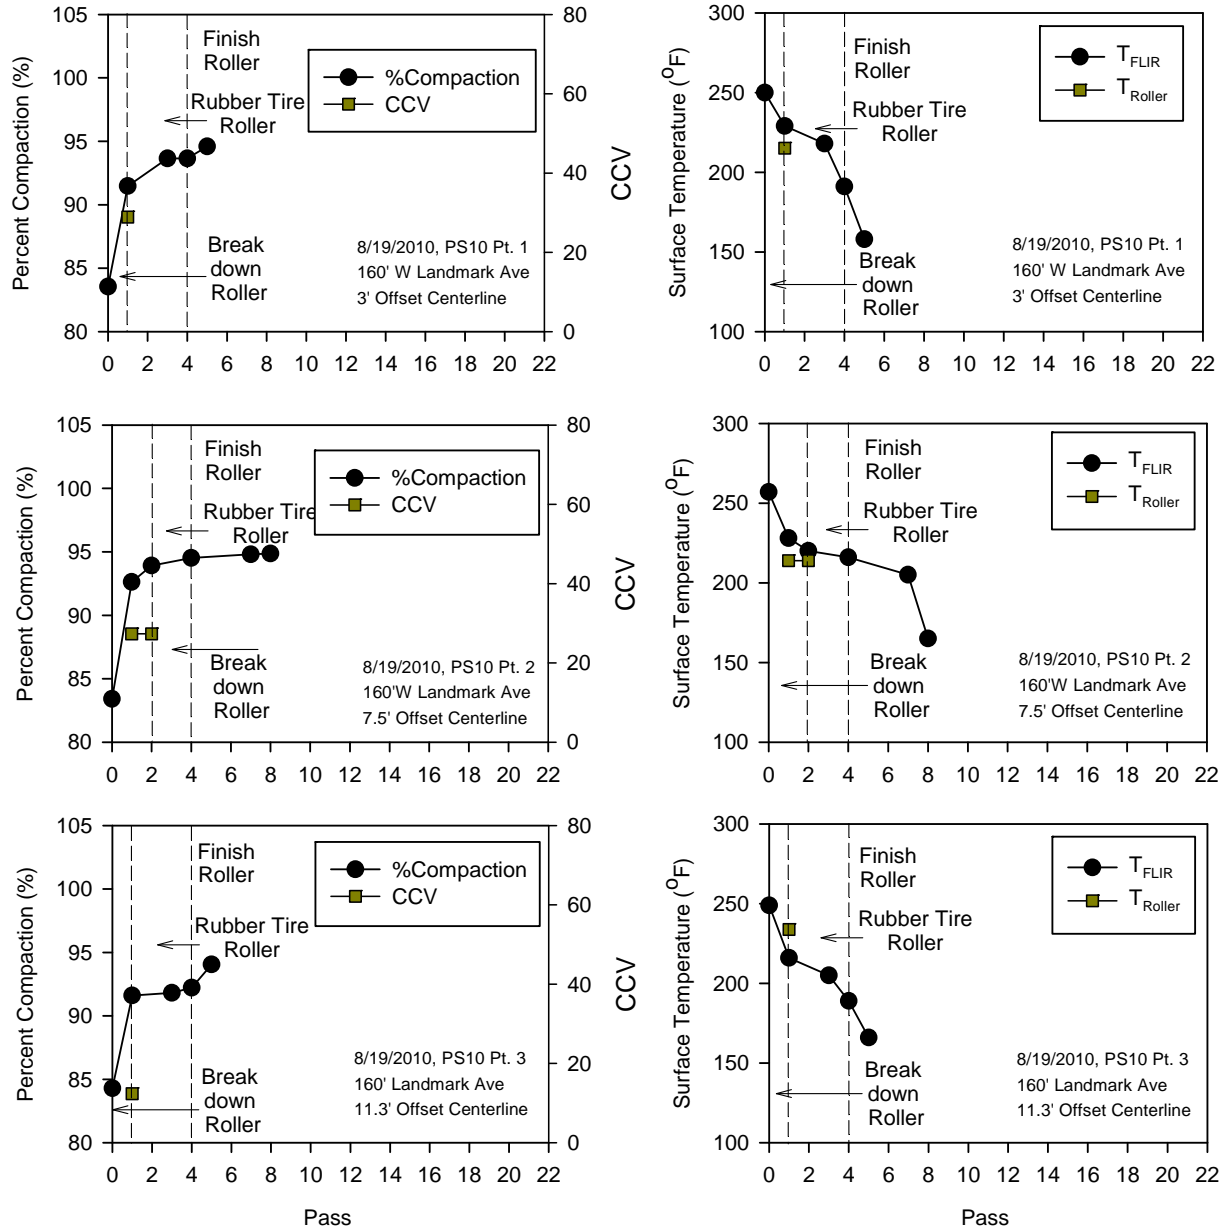 Percent Compaction (%)
105
100
95
90
85
80
0 2 4 6 8 10 12 14 16 18 20 22
80
60
40
20
0
CCV
Finish
Roller
Rubber Tire
Roller
Break
down
Roller
%Compaction
CCV
8/19/2010, PS10 Pt. 1
160' W Landmark Ave
3' Offset Centerline
Surface Temperature (°F)
300
250
200
150
100
0 2 4 6 8 10 12 14 16 18 20 22
Finish
Roller
Rubber Tire
Roller
Break
down
Roller
TFLIR
TRoller
8/19/2010, PS10 Pt. 1
160' W Landmark Ave
3' Offset Centerline
Percent Compaction (%)
105
100
95
90
85
80
0 2 4 6 8 10 12 14 16 18 20 22
80
60
40
20
0
CCV
Finish
Roller
Rubber Tire
Roller
Break
down
Roller
%Compaction
CCV
8/19/2010, PS10 Pt. 2
160'W Landmark Ave
7.5' Offset Centerline
Surface Temperature (°F)
300
250
200
150
100
0 2 4 6 8 10 12 14 16 18 20 22
Finish
Roller
Rubber Tire
Roller
Break
down
Roller
TFLIR
TRoller
8/19/2010, PS10 Pt. 2
160'W Landmark Ave
7.5' Offset Centerline
Percent Compaction (%)
105
100
95
90
85
80
0 2 4 6 8 10 12 14 16 18 20 22
80
60
40
20
0
CCV
Finish
Roller
Rubber Tire
Roller
Break
down
Roller
%Compaction
CCV
8/19/2010, PS10 Pt. 3
160' Landmark Ave
11.3' Offset Centerline
Pass
Surface Temperature (°F)
300
250
200
150
100
0 2 4 6 8 10 12 14 16 18 20 22
Finish
Roller
Rubber Tire
Roller
Break
down
Roller
TFLIR
TRoller
8/19/2010, PS10 Pt. 3
160' Landmark Ave
11.3' Offset Centerline
Pass